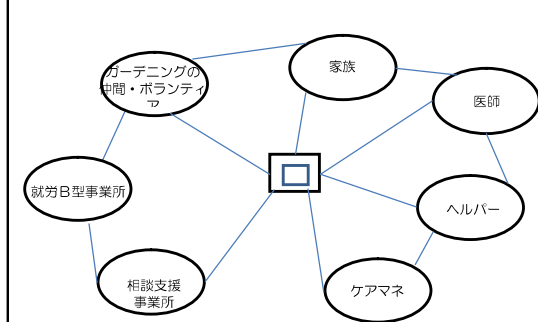 ガーデニングの
仲間・ボランティ
ア
家族
医師
就労Ｂ型事業所
ヘルパー
相談支援
事業所
ケアマネ